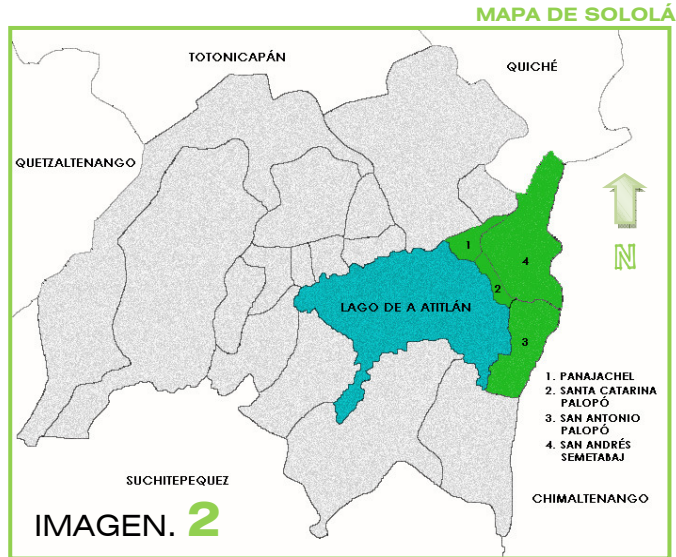 MAPA DE SOLOLÁ
TOTONICAPÁN
QUICHÉ
QUETZALTENANGO
1
4
N
2
LAGO DE A ATITLÁN
3
1. PANAJACHEL
2. SANTA CATARINA
PALOPÓ
3. SAN ANTONIO
PALOPÓ
4. SAN ANDRÉS
SEMETABAJ
SUCHITEPEQUEZ
CHIMALTENANGO
IMAGEN. 2